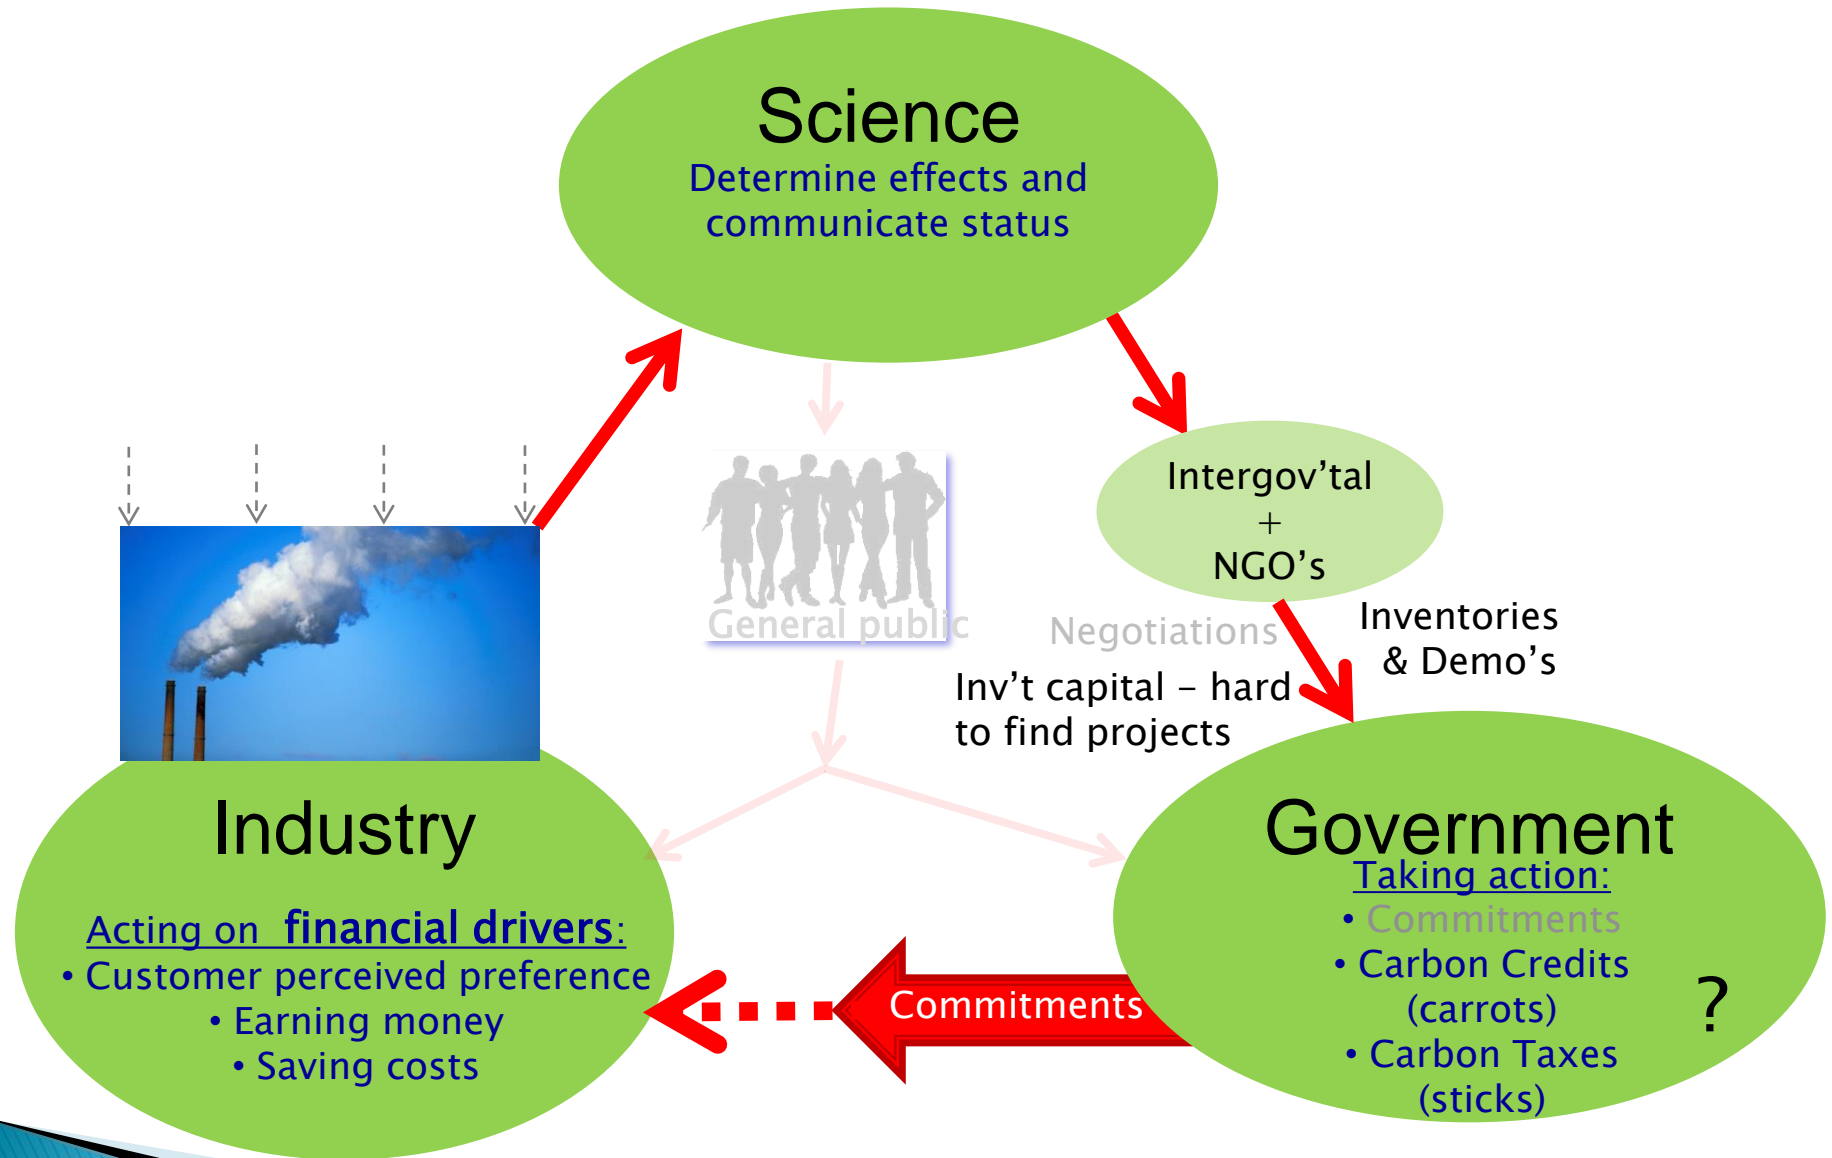 Science
Determine effects and
communicate status
Intergov’tal
+
NGO’s
General public
Negotiations
Inventories
& Demo’s
Inv’t capital – hard
to find projects
Industry
Acting on financial drivers:
• Customer perceived preference
• Earning money
• Saving costs
Government
Taking action:
• Commitments
• Carbon Credits
(carrots)
• Carbon Taxes
(sticks)
?
Commitments